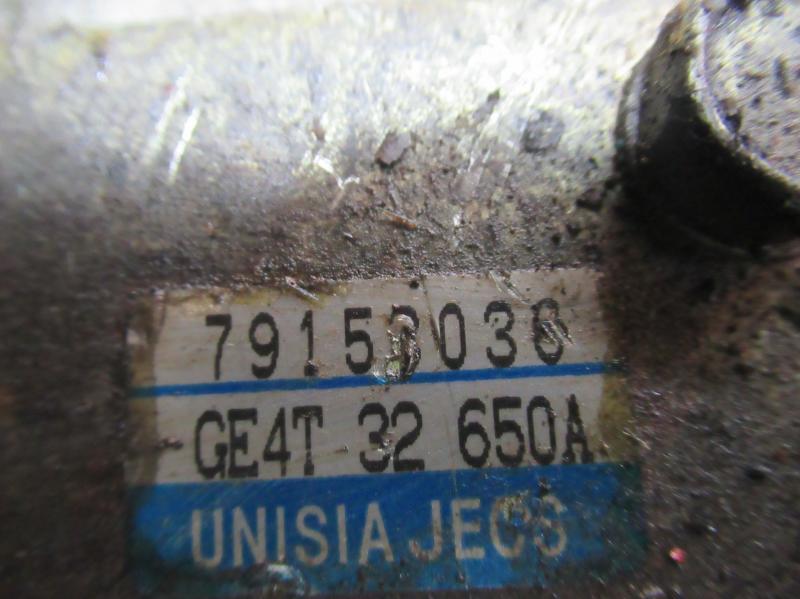 GE4T 32 650A
UNISIA JECS